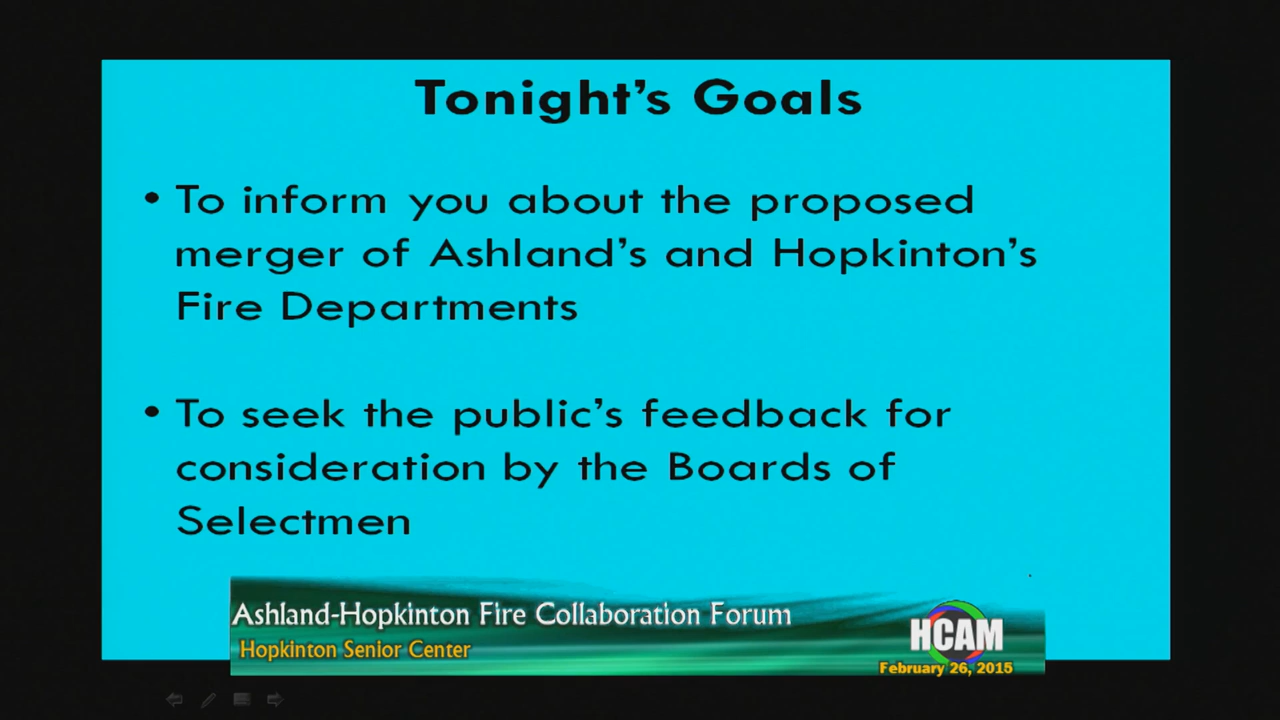 Tonight's Goals
• To inform you about the proposed
merger of Ashland's and Hopkinton's
Fire Departments
• To seek the public's feedback for
consideration by the Boards of
Selectmen
Ashland-Hopkinton Fire Collaboration Forum
Hopkinton Senior Center
HCAM
February 26, 2015